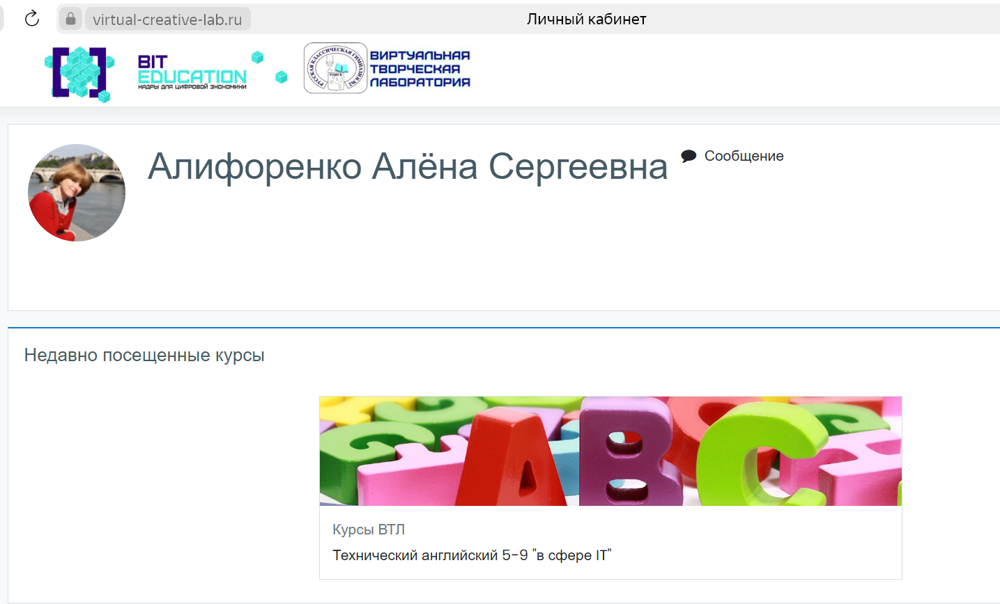 virtual-creative-lab.ru
Личный кабинет
BIT
EDUCATION
КАДРЫ ДЛЯ ЦИФРОВОЙ ЭКОНОМИКИ
РУССКАЯ КЛАССИЧЕСКАЯ ГИМНАЗИЯ №2
ТОМСК
ВИРТУАЛЬНАЯ
ТВОРЧЕСКАЯ
ЛАБОРАТОРИЯ
Алифоренко Алёна Сергеевна
Сообщение
Недавно посещенные курсы
A B C
Курсы ВТЛ
Технический английский 5-9 "в сфере IT"